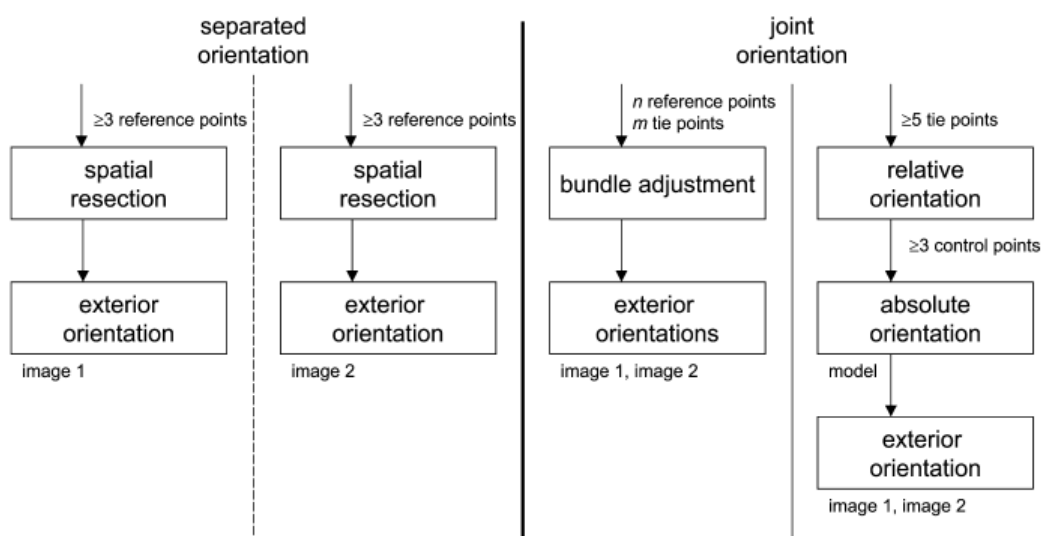 separated
orientation
≥3 reference points
spatial
resection
exterior
orientation
image 1
≥3 reference points
spatial
resection
exterior
orientation
image 2
joint
orientation
n reference points
m tie points
bundle adjustment
exterior
orientations
image 1, image 2
≥5 tie points
relative
orientation
≥3 control points
absolute
orientation
model
exterior
orientation
image 1, image 2